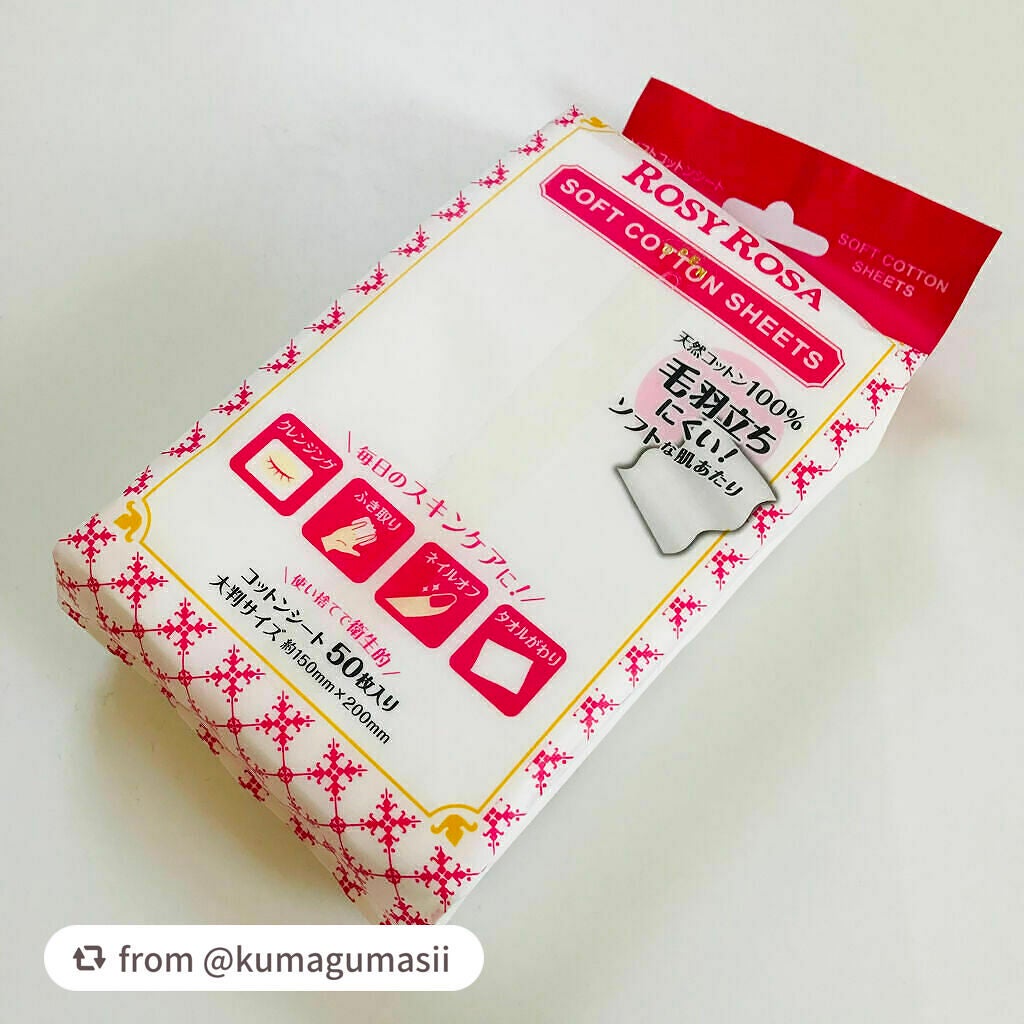 ソフトコットンシート
ROSY ROSA
SOFT COTTON SHEETS
SOFT COTTON
SHEETS
OPEN
天然コットン100%
毛羽立ち
にくい!
ソフトな肌あたり
\毎日のスキンケアに!/
クレンジング
ふき取り
ネイルオフ
タオルがわり
\使い捨てで衛生的/
コットンシート 50枚入り
大判サイズ 約150mm×200mm
from @kumagumasii